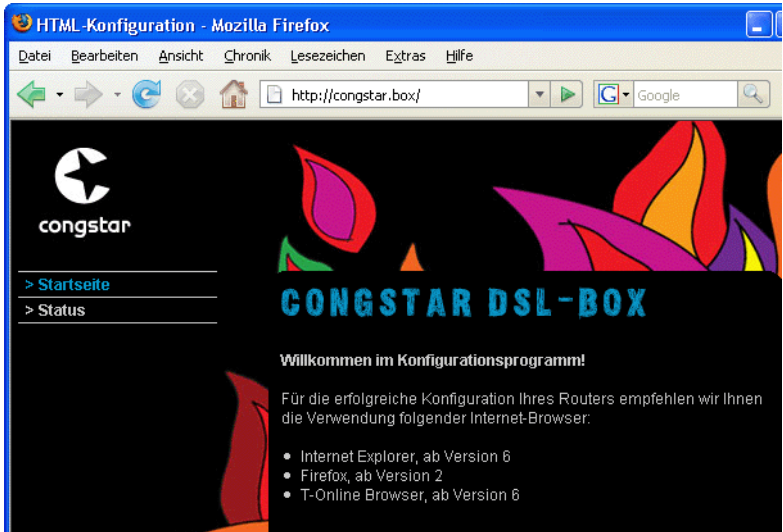 HTML-Konfiguration - Mozilla Firefox
Datei Bearbeiten Ansicht Chronik Lesezeichen Extras Hilfe
http://congstar.box/ G Google
congstar
> Startseite
> Status
CONGSTAR DSL-BOX
Willkommen im Konfigurationsprogramm!
Für die erfolgreiche Konfiguration Ihres Routers empfehlen wir Ihnen
die Verwendung folgender Internet-Browser:
Internet Explorer, ab Version 6
Firefox, ab Version 2
T-Online Browser, ab Version 6